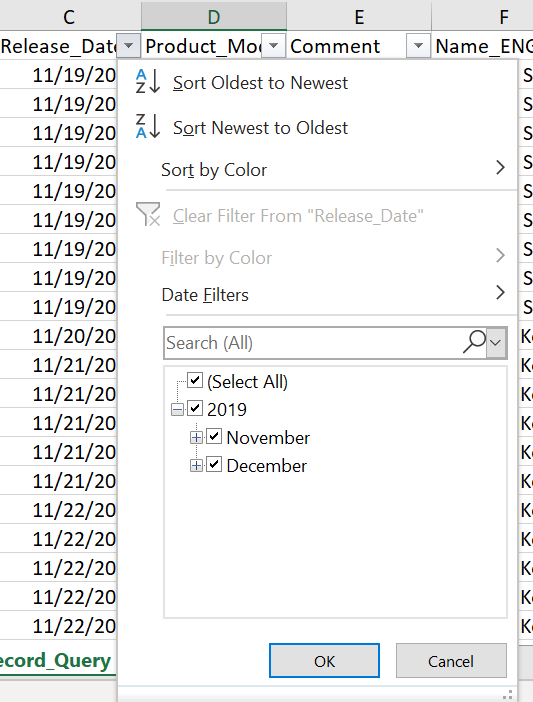 C D E F
Release_Date Product_Mo Comment Name_ENG
11/19/20
Sort Oldest to Newest
11/19/20
11/19/20
Sort Newest to Oldest
11/19/20
Sort by Color
11/19/20
11/19/20
Clear Filter From "Release_Date"
11/19/20
Filter by Color
11/19/20
Date Filters
11/19/20
11/20/20
Search (All)
11/21/20
(Select All)
11/21/20
2019
11/21/20
November
11/21/20
December
11/21/20
11/22/20
11/22/20
11/22/20
11/22/20
11/22/20
ecord_Query
OK Cancel